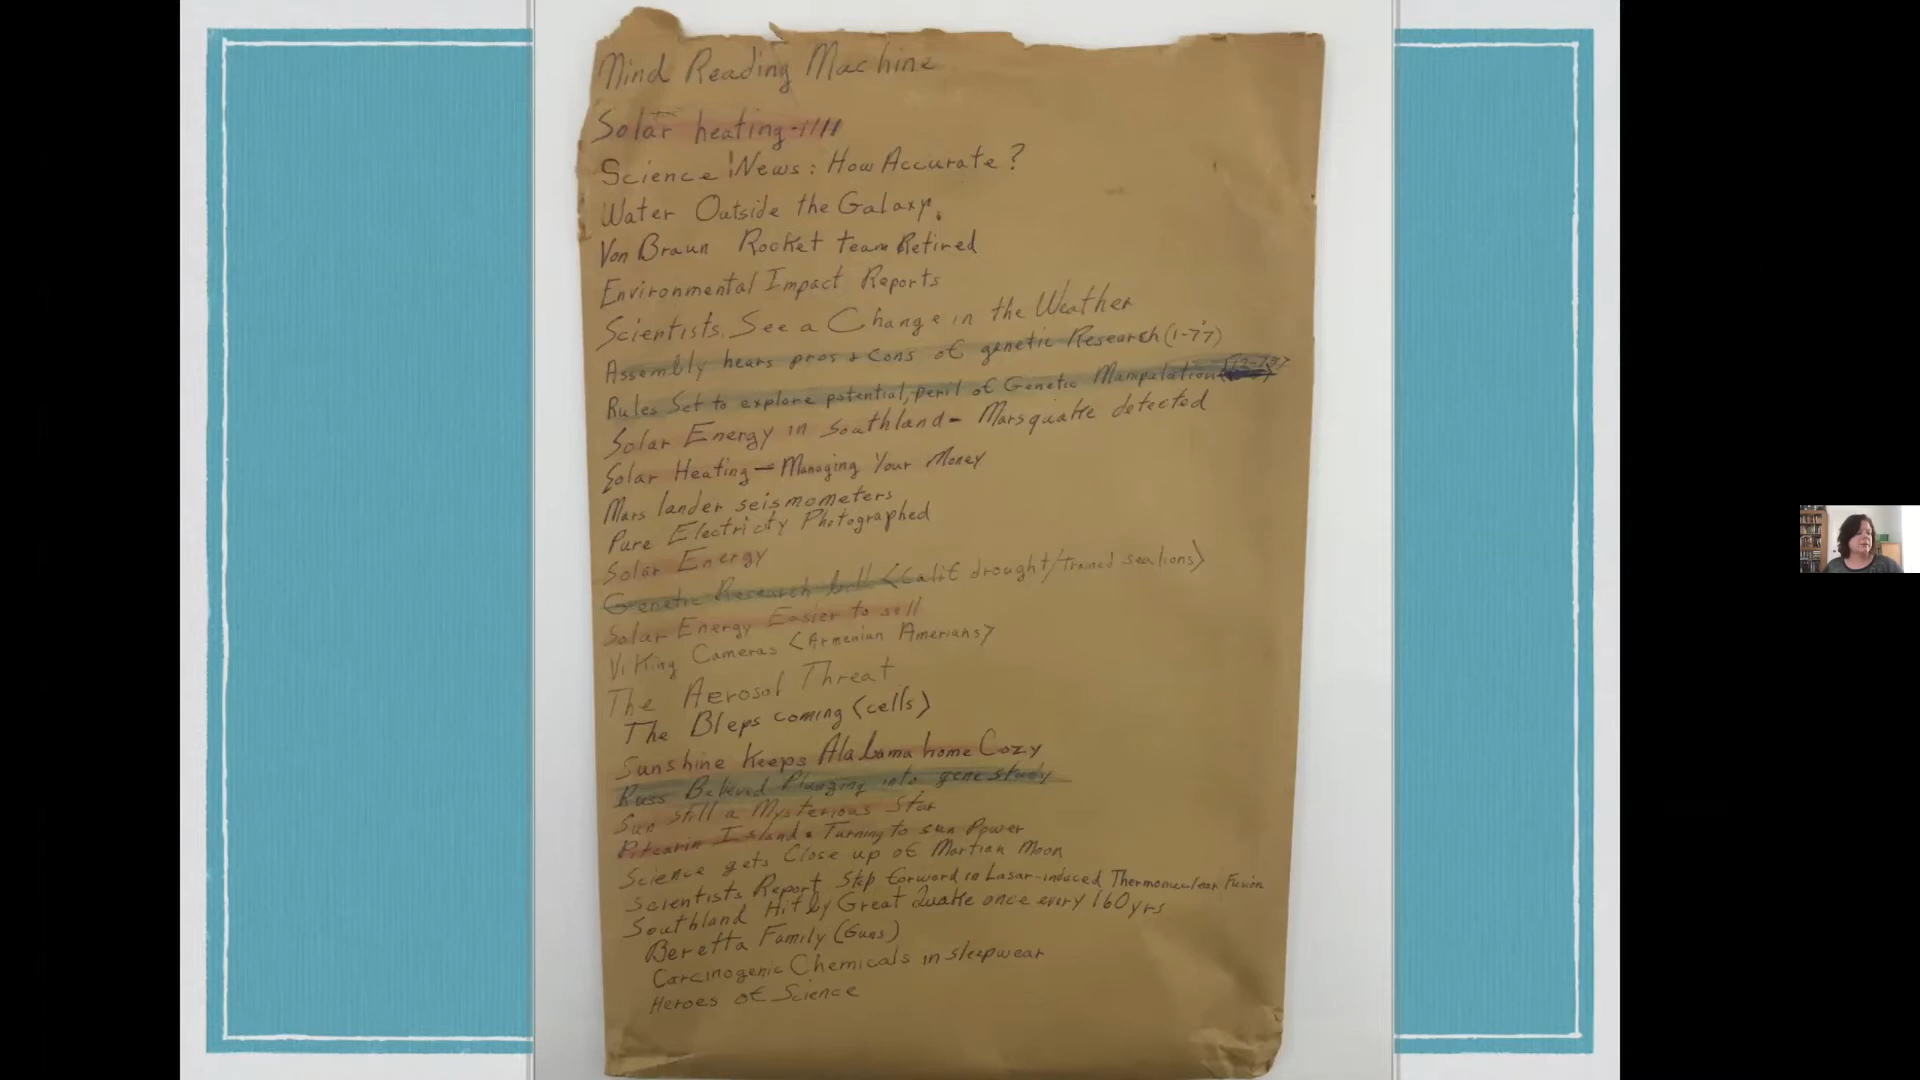 Mind Reading Machine
Solar heating-1111
Science News: How Accurate?
Water Outside the Galaxy.
Von Braun Rocket team Retired
Environmental Impact Reports
Scientists See a Change in the Weather
Assembly hears pros & cons of genetic Research (1-77)
Rules Set to explore potential, peril of Genetic Manipulation
Solar Energy in Southland - Marsquake detected
Solar Heating - Managing Your Money
Mars lander seismometers
Pure Electricity Photographed
Solar Energy
Genetic Research bill <Calif drought/trained sealions>
Solar Energy Easier to sell
Viking Cameras <Armenian Amerians>
The Aerosol Threat
The Bleps coming <cells>
Sunshine Keeps Alabama home Cozy
Russ Believed Plunging into gene study
Sun still a Mysterious Star
Pitcarin Island. Turning to sun Power
Science gets Close up of Martian Moon
Scientists Report Step forward in Lasar-induced Thermonuclear Fusion
Southland Hit by Great Quake once every 160 yrs
Beretta Family (Guns)
Carcinogenic Chemicals in sleepwear
Heroes of Science